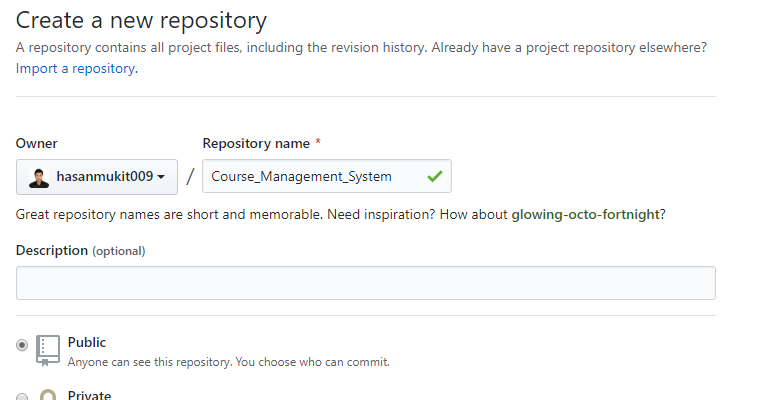 Create a new repository
A repository contains all project files, including the revision history. Already have a project repository elsewhere?
Import a repository.
Owner
Repository name *
hasanmukit009 / Course_Management_System
Great repository names are short and memorable. Need inspiration? How about glowing-octo-fortnight?
Description (optional)
Public
Anyone can see this repository. You choose who can commit.
Private